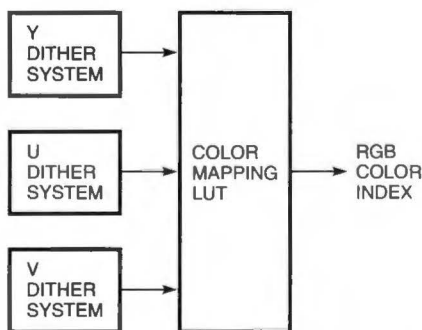 Y
DITHER
SYSTEM
U
DITHER
SYSTEM
V
DITHER
SYSTEM
COLOR
MAPPING
LUT
RGB
COLOR
INDEX